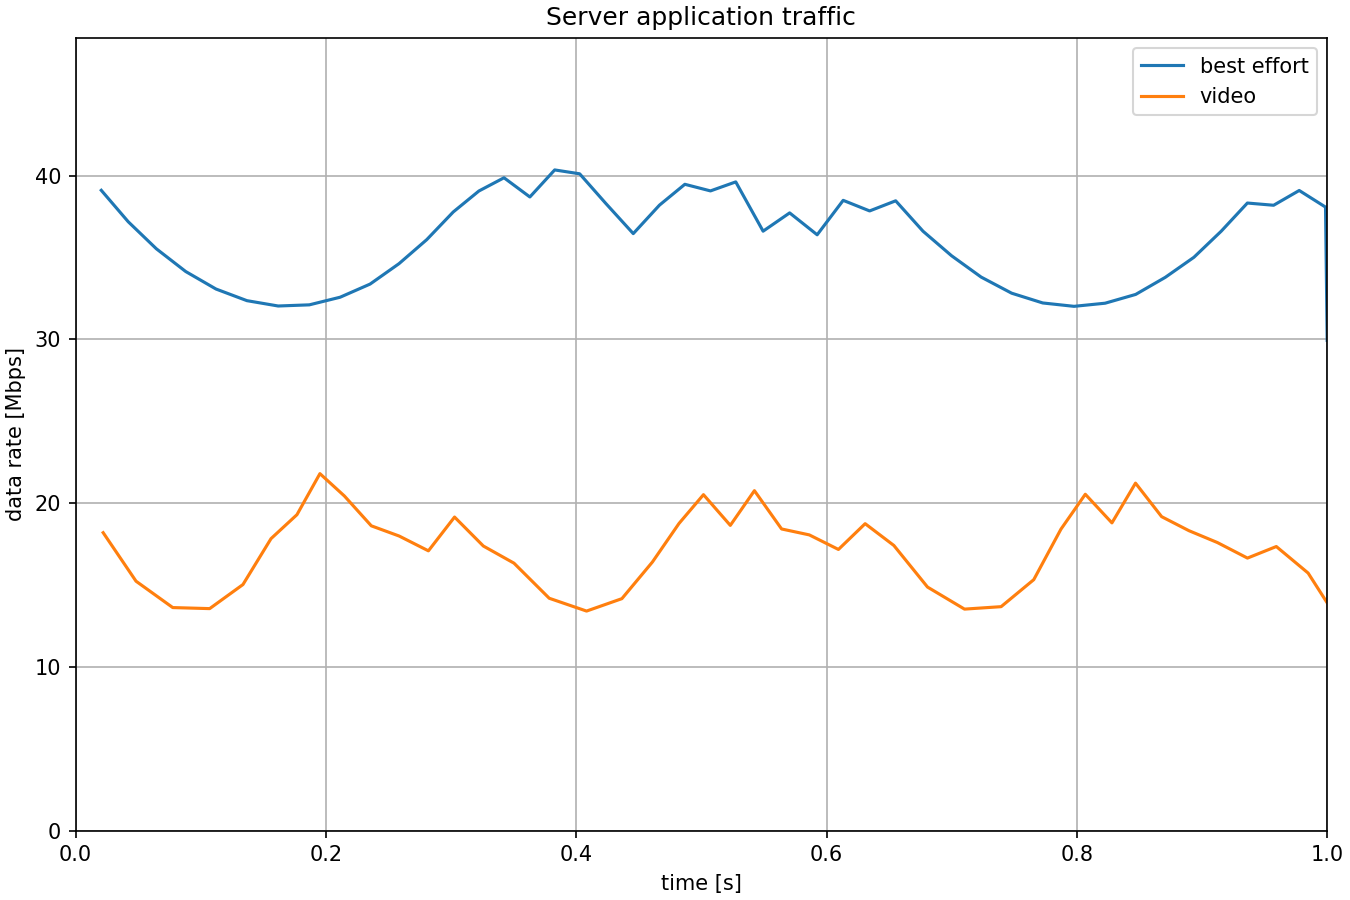 Server application traffic
best effort
video
data rate [Mbps]
40
30
20
10
0
0.0 0.2 0.4 0.6 0.8 1.0
time [s]